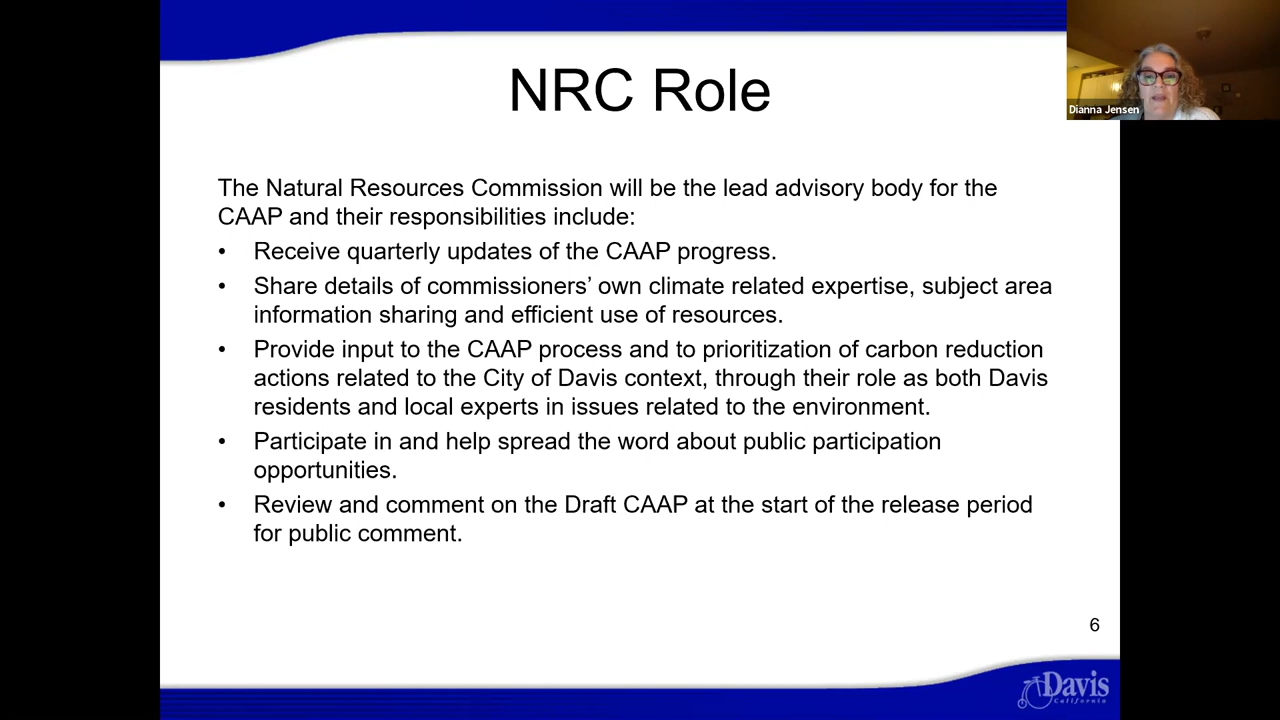 NRC Role
Dianna Jensen
The Natural Resources Commission will be the lead advisory body for the
CAAP and their responsibilities include:
• Receive quarterly updates of the CAAP progress.
• Share details of commissioners’ own climate related expertise, subject area
information sharing and efficient use of resources.
• Provide input to the CAAP process and to prioritization of carbon reduction
actions related to the City of Davis context, through their role as both Davis
residents and local experts in issues related to the environment.
• Participate in and help spread the word about public participation
opportunities.
• Review and comment on the Draft CAAP at the start of the release period
for public comment.
6
Davis
California